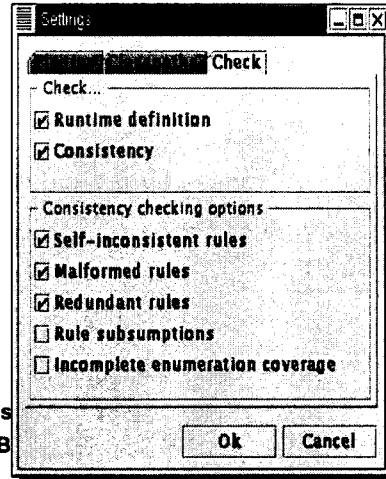 Settings
Check
Check...
Runtime definition
Consistency
Consistency checking options
Self-inconsistent rules
Malformed rules
Redundant rules
Rule subsumptions
Incomplete enumeration coverage
s
B
Ok Cancel